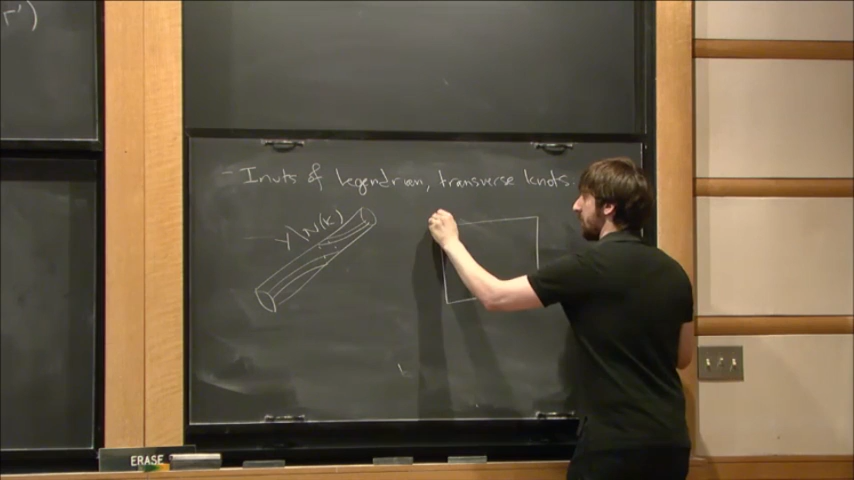 Γ')
- Invts of legendrian, transverse knots.
Y\N(K)
ERASE